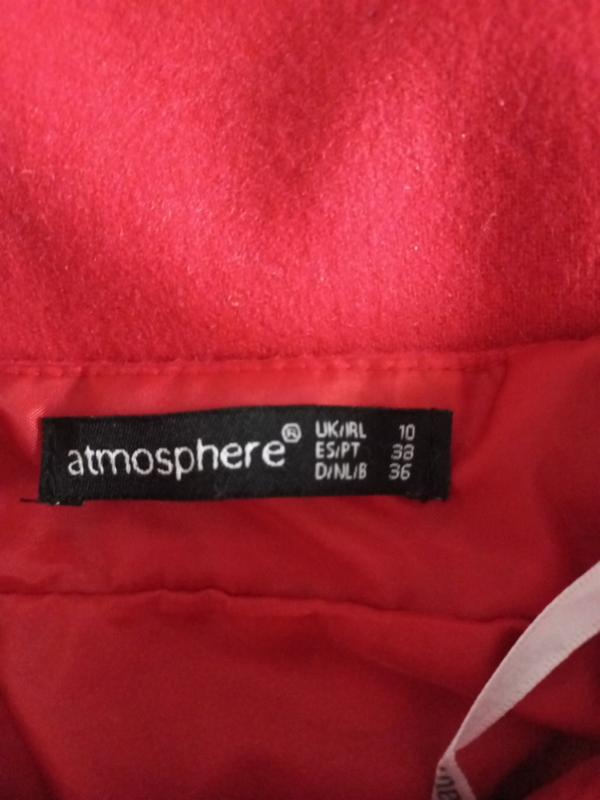 atmosphere®
UK/IRL 10
ES/PT 38
D/NL/B 36